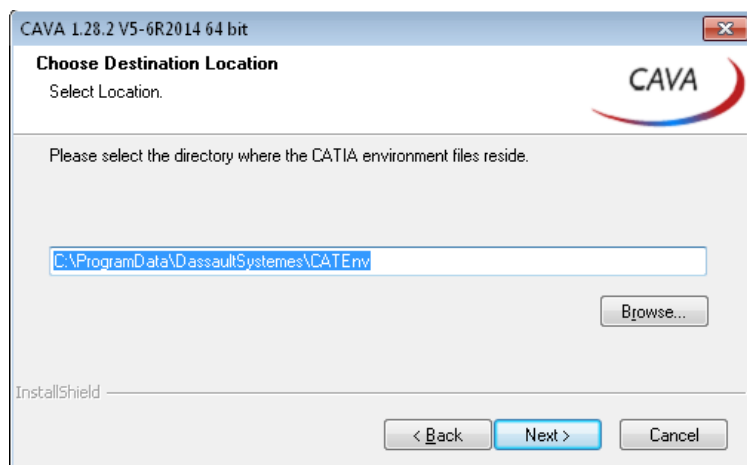 CAVA 1.28.2 V5-6R2014 64 bit
Choose Destination Location
Select Location.
CAVA
Please select the directory where the CATIA environment files reside.
C:\ProgramData\DassaultSystemes\CATEnv
Browse...
InstallShield
< Back
Next >
Cancel